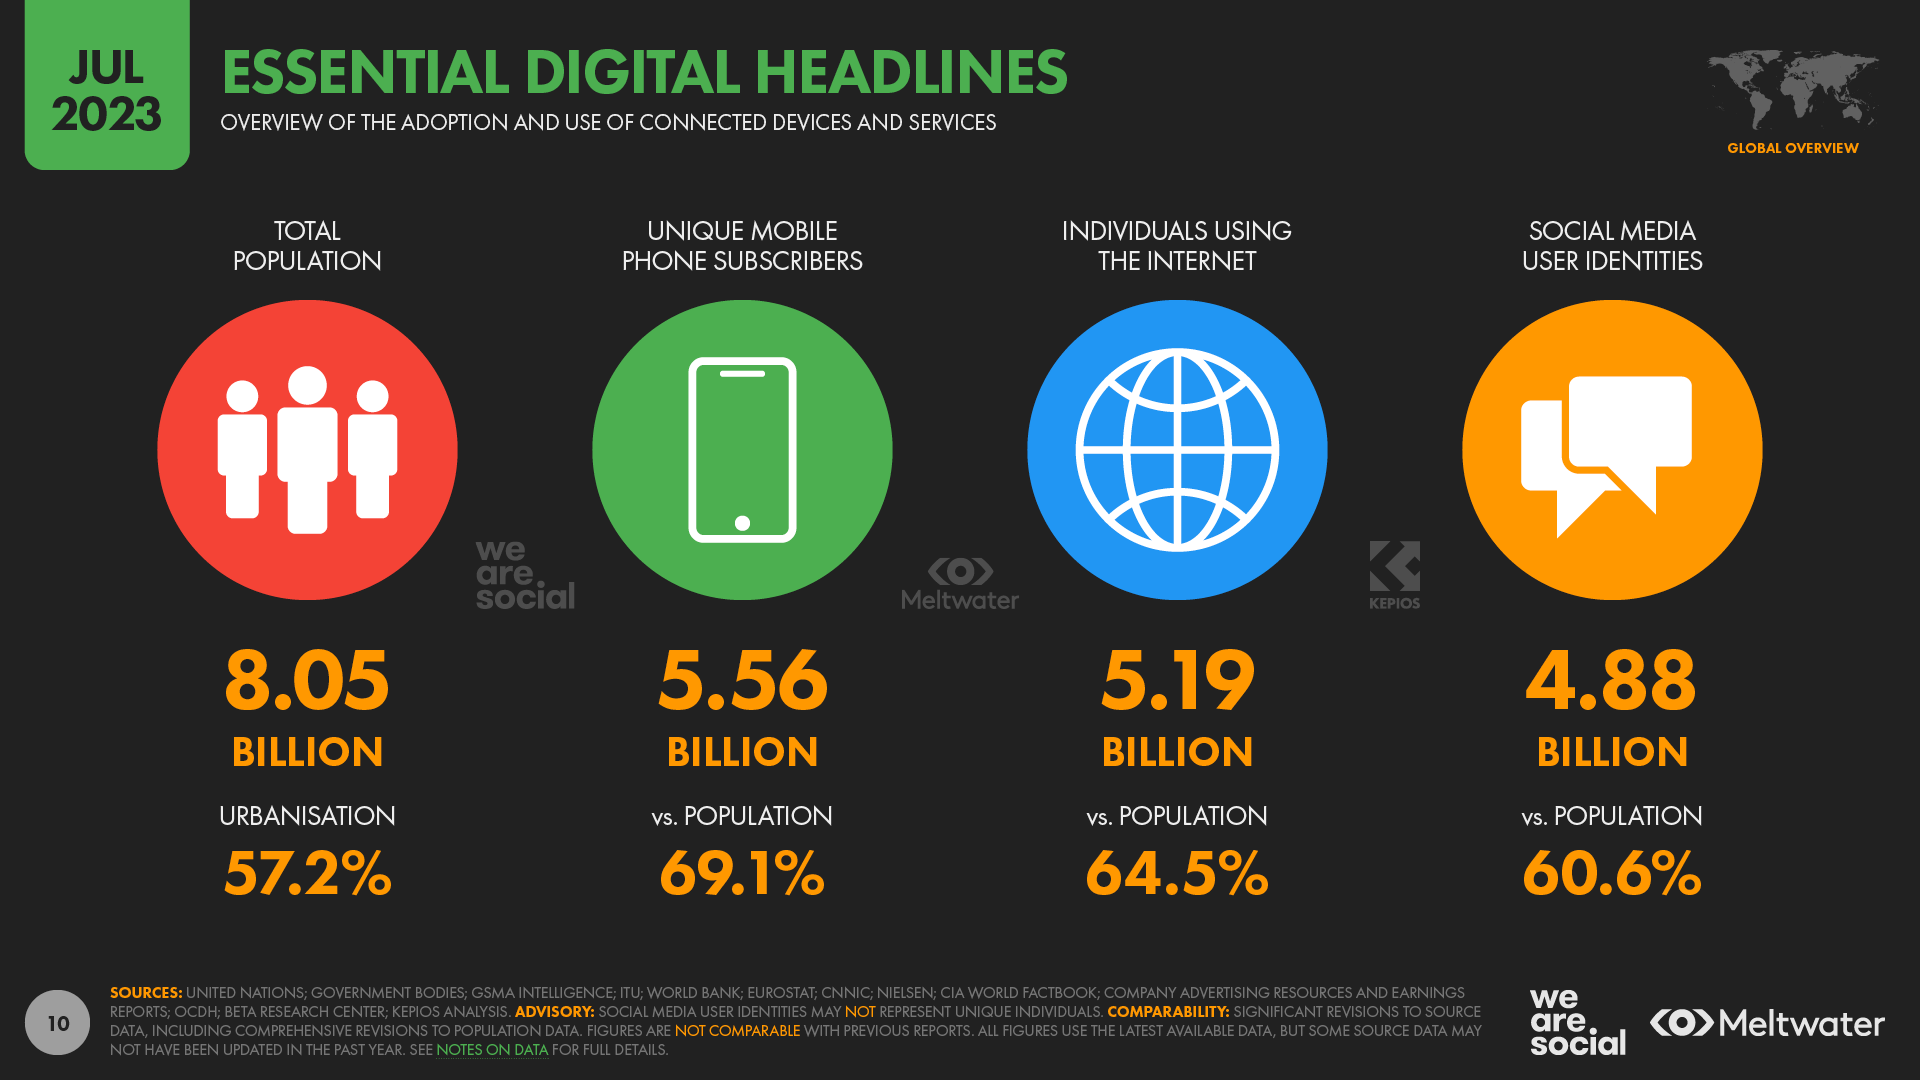 JUL
2023
ESSENTIAL DIGITAL HEADLINES
OVERVIEW OF THE ADOPTION AND USE OF CONNECTED DEVICES AND SERVICES
GLOBAL OVERVIEW
TOTAL
POPULATION
UNIQUE MOBILE
PHONE SUBSCRIBERS
INDIVIDUALS USING
THE INTERNET
SOCIAL MEDIA
USER IDENTITIES
we
are
social
Meltwater
KEPIOS
8.05
BILLION
URBANISATION
57.2%
5.56
BILLION
vs. POPULATION
69.1%
5.19
BILLION
vs. POPULATION
64.5%
4.88
BILLION
vs. POPULATION
60.6%
10
SOURCES: UNITED NATIONS; GOVERNMENT BODIES; GSMA INTELLIGENCE; ITU; WORLD BANK; EUROSTAT; CNNIC; NIELSEN; CIA WORLD FACTBOOK; COMPANY ADVERTISING RESOURCES AND EARNINGS
REPORTS; OCDH; BETA RESEARCH CENTER; KEPIOS ANALYSIS. ADVISORY: SOCIAL MEDIA USER IDENTITIES MAY NOT REPRESENT UNIQUE INDIVIDUALS. COMPARABILITY: SIGNIFICANT REVISIONS TO SOURCE
DATA, INCLUDING COMPREHENSIVE REVISIONS TO POPULATION DATA. FIGURES ARE NOT COMPARABLE WITH PREVIOUS REPORTS. ALL FIGURES USE THE LATEST AVAILABLE DATA, BUT SOME SOURCE DATA MAY
NOT HAVE BEEN UPDATED IN THE PAST YEAR. SEE NOTES ON DATA FOR FULL DETAILS.
we
are
social
Meltwater